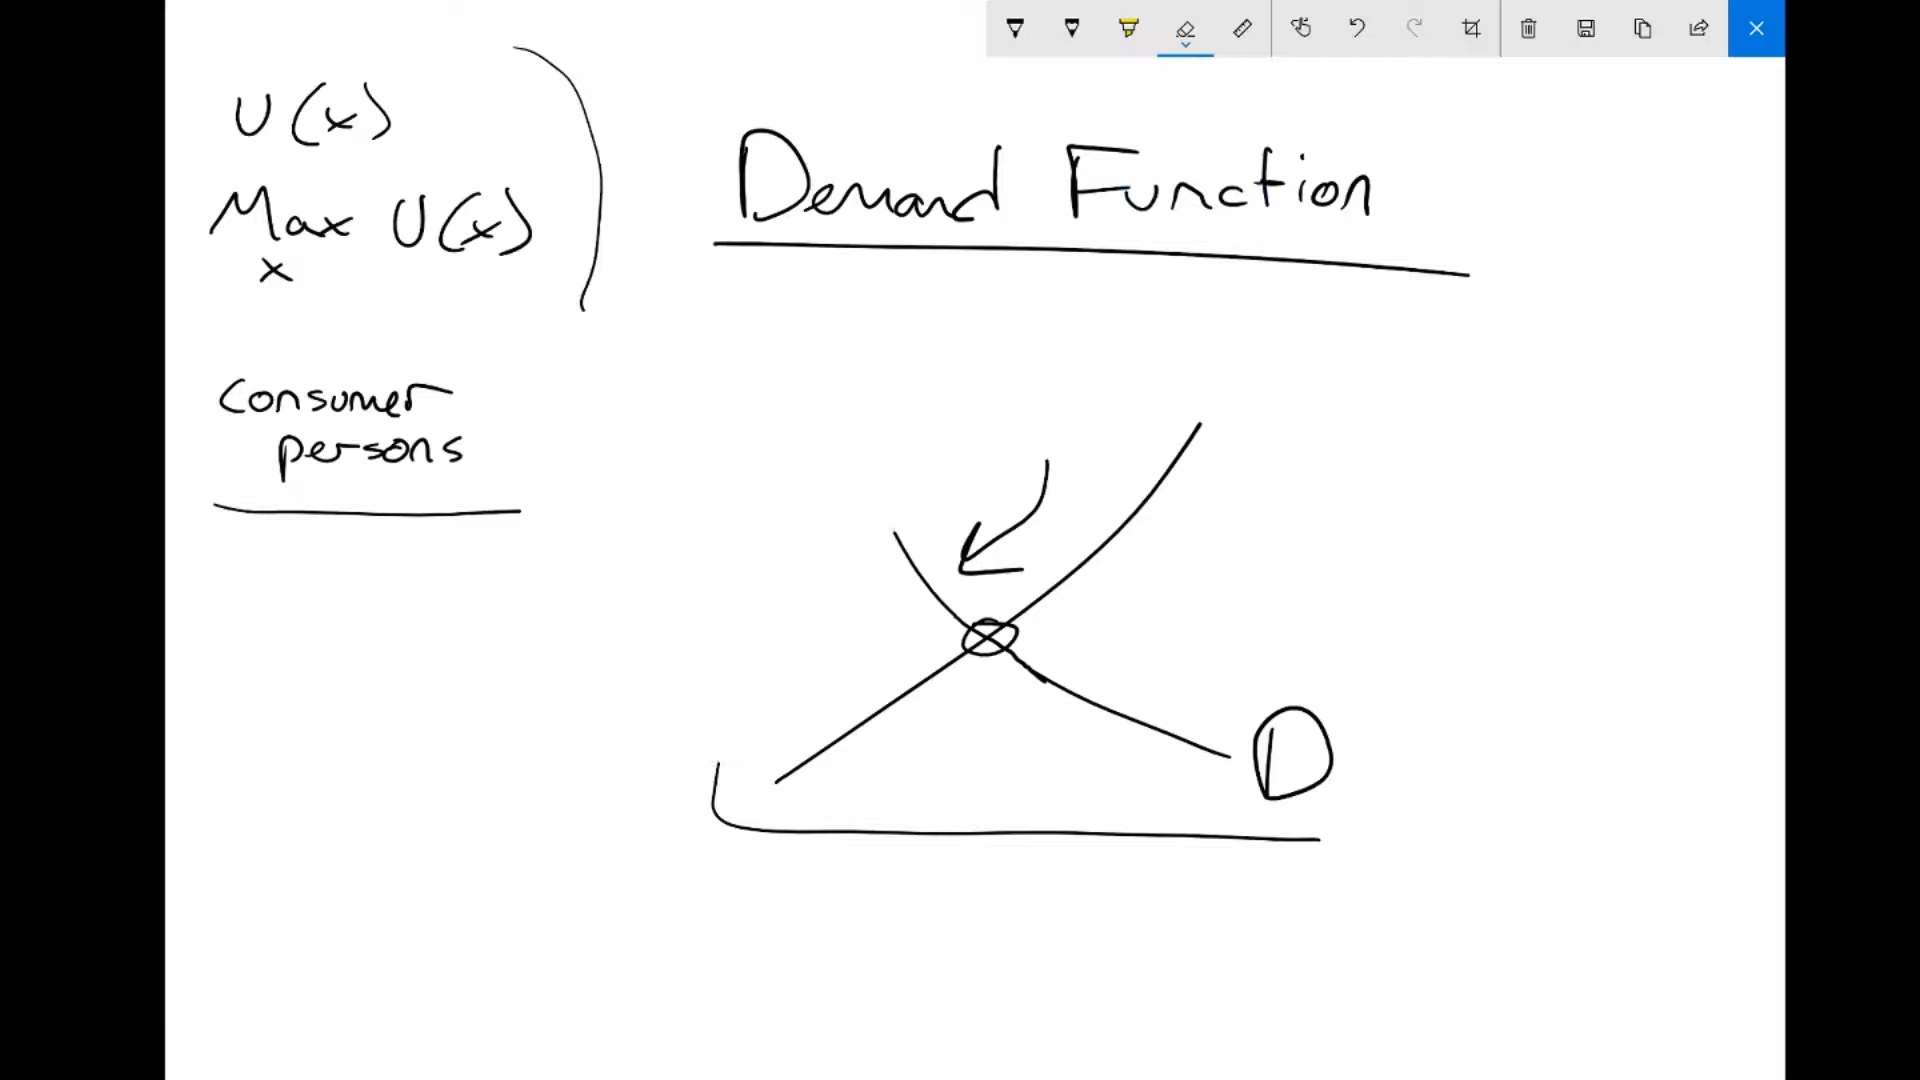 U(x)
Max U(x)
x
Demand Function
Consumer
persons
D